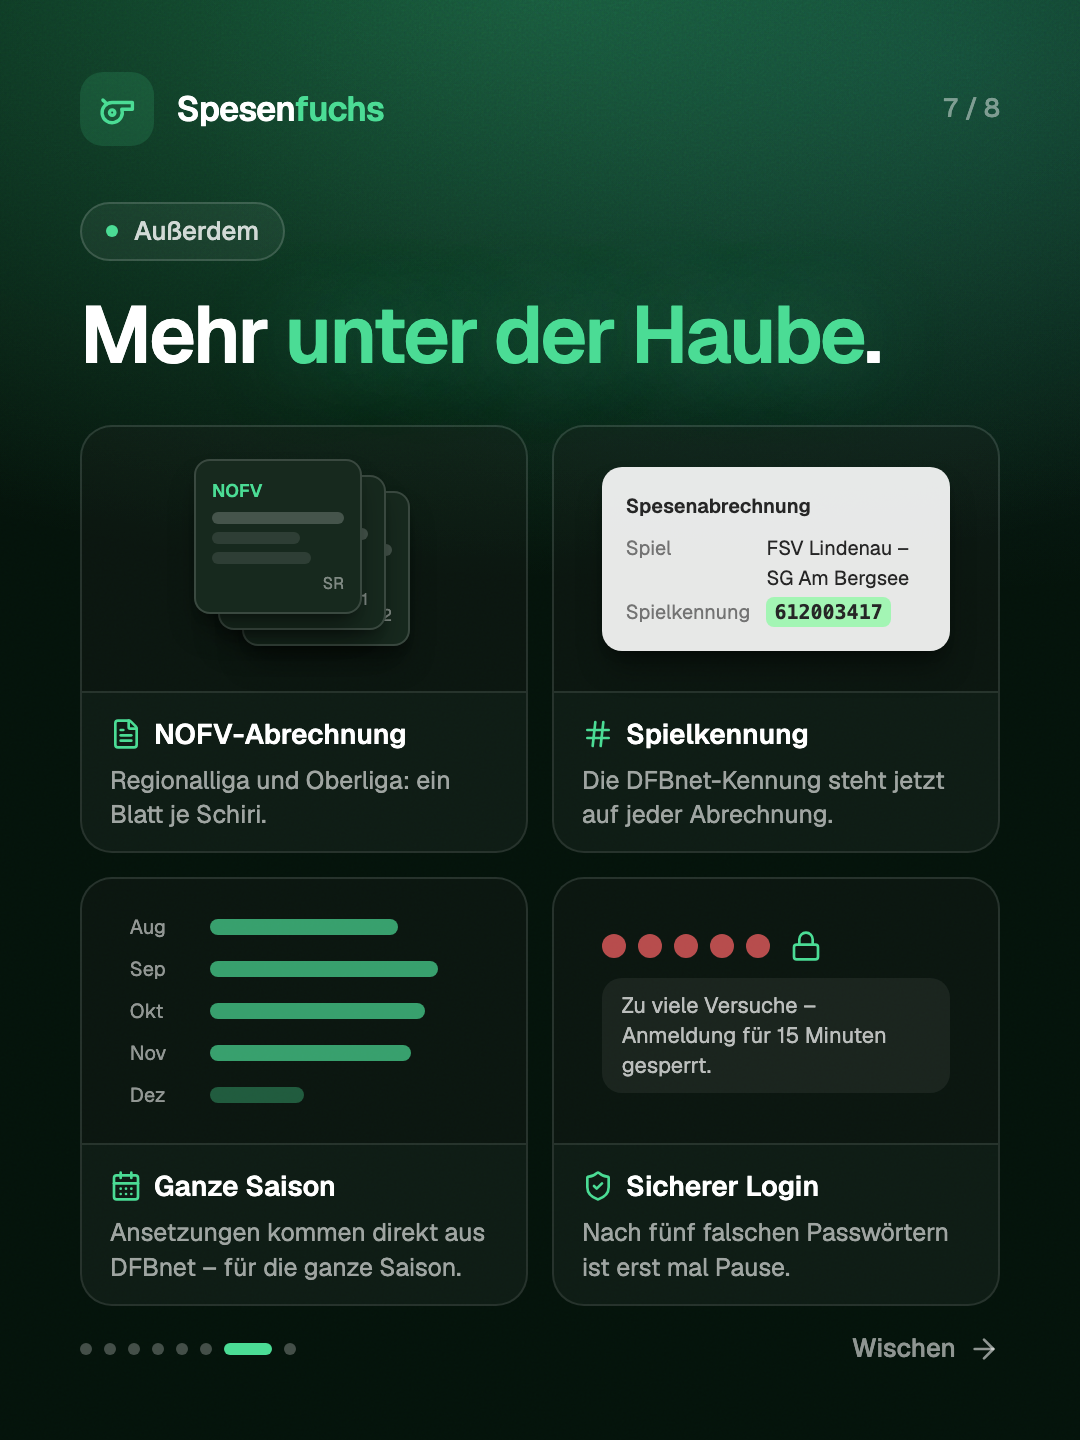 Spesenfuchs
7 / 8
Außerdem
Mehr unter der Haube.
NOFV
SR
1
2
Spesenabrechnung
Spiel FSV Lindenau –
SG Am Bergsee
Spielkennung 612003417
NOFV-Abrechnung
Regionalliga und Oberliga: ein
Blatt je Schiri.
Spielkennung
Die DFBnet-Kennung steht jetzt
auf jeder Abrechnung.
Aug
Sep
Okt
Nov
Dez
Zu viele Versuche –
Anmeldung für 15 Minuten
gesperrt.
Ganze Saison
Ansetzungen kommen direkt aus
DFBnet – für die ganze Saison.
Sicherer Login
Nach fünf falschen Passwörtern
ist erst mal Pause.
Wischen